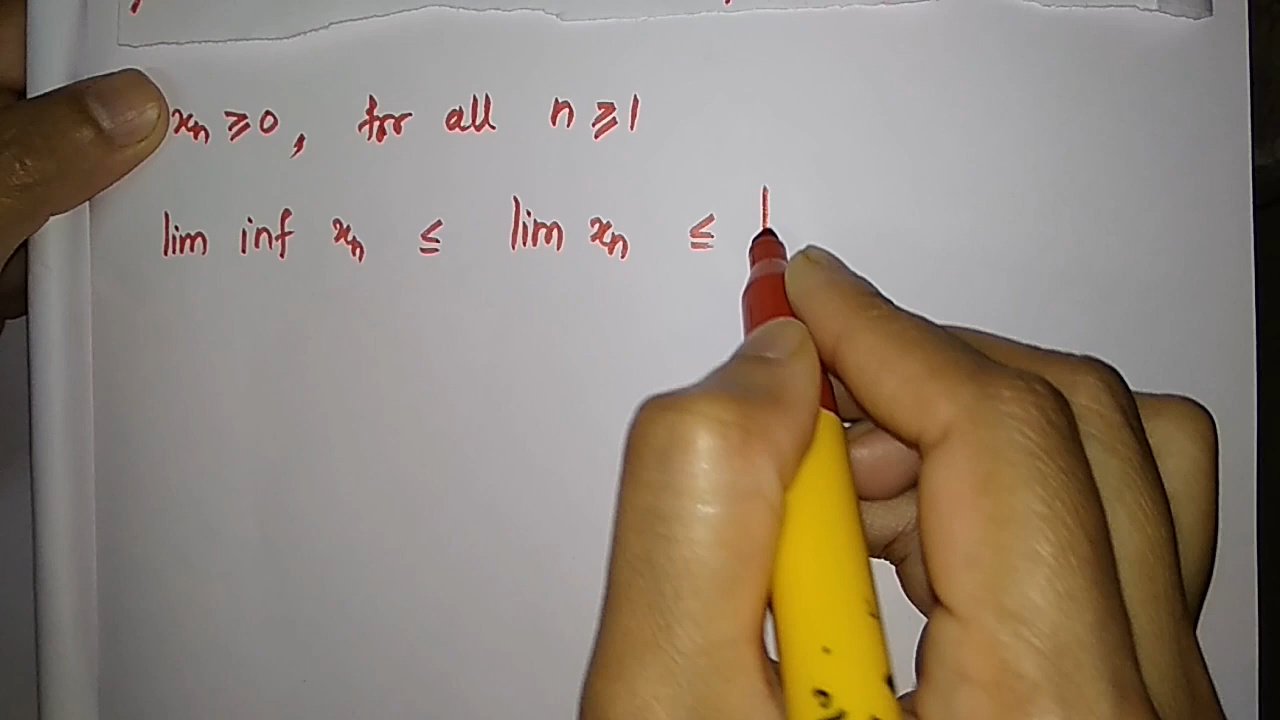 xₙ ≥ 0, for all n ≥ 1
lim inf xₙ ≤ lim xₙ ≤ l